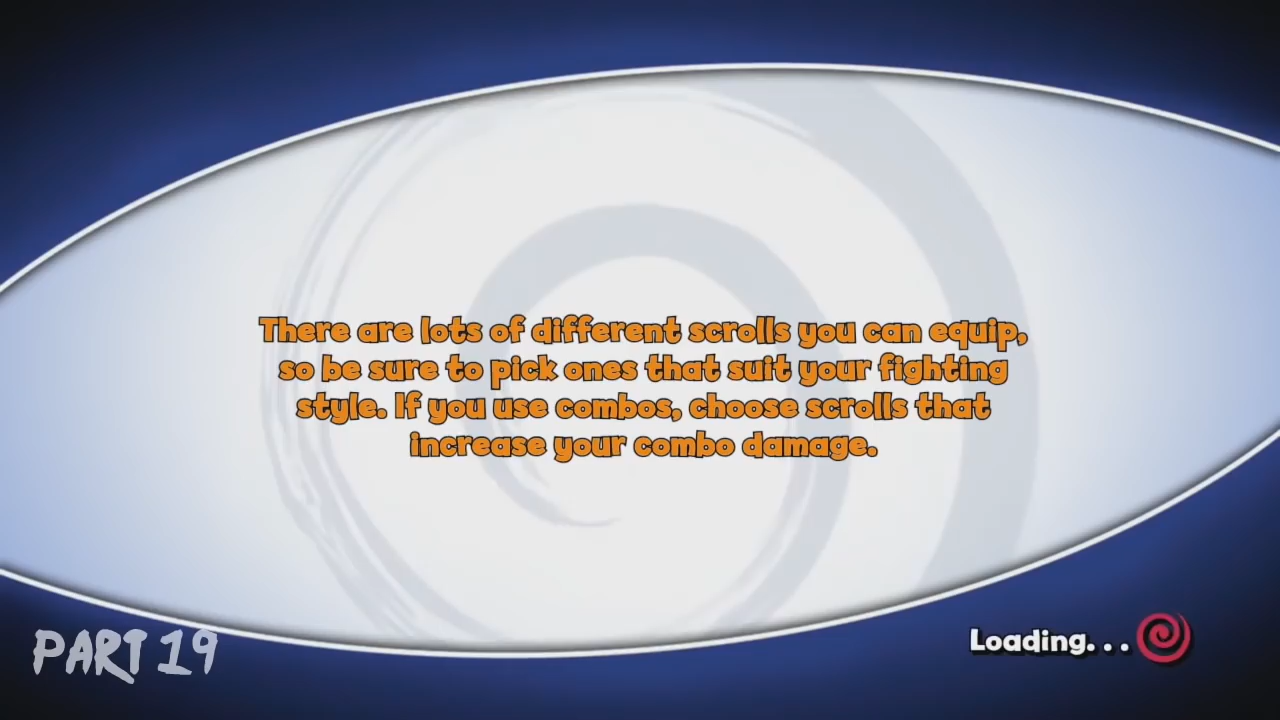 There are lots of different scrolls you can equip,
so be sure to pick ones that suit your fighting
style. If you use combos, choose scrolls that
increase your combo damage.
PART 19
Loading. . .